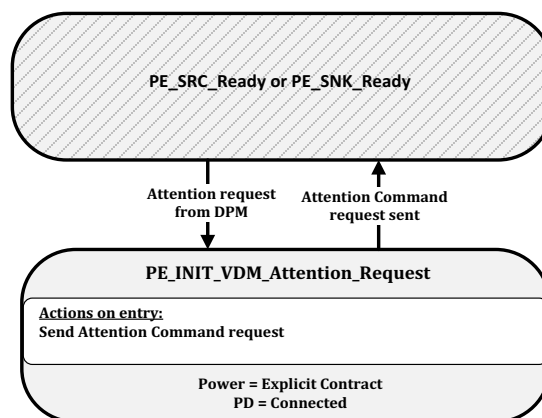 PE_SRC_Ready or PE_SNK_Ready
Attention request
from DPM
Attention Command
request sent
PE_INIT_VDM_Attention_Request
Actions on entry:
Send Attention Command request
Power = Explicit Contract
PD = Connected